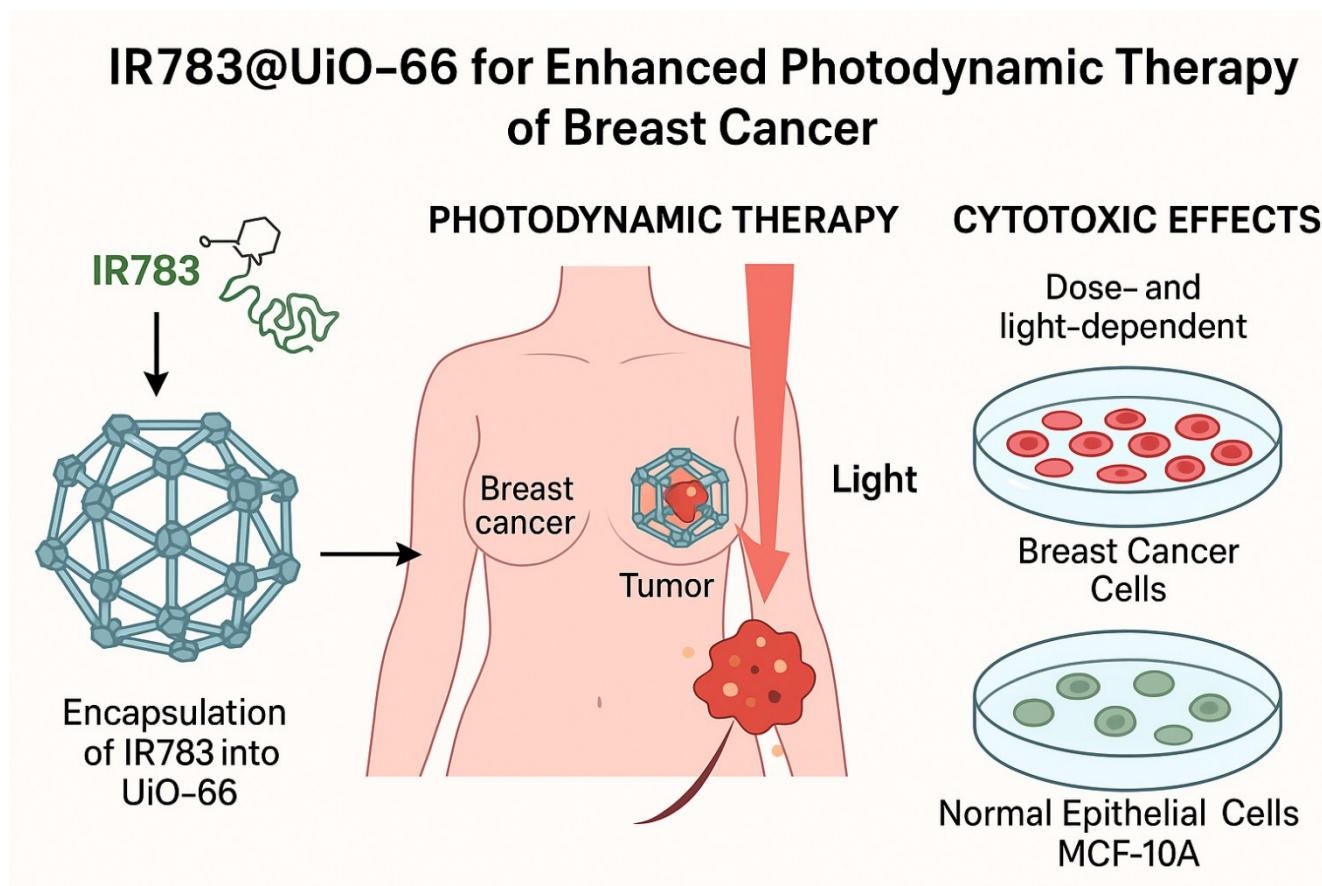 IR783@UiO-66 for Enhanced Photodynamic Therapy
of Breast Cancer
IR783
Encapsulation
of IR783 into
UiO-66
PHOTODYNAMIC THERAPY
Breast
cancer
Tumor
Light
CYTOTOXIC EFFECTS
Dose- and
light-dependent
Breast Cancer
Cells
Normal Epithelial Cells
MCF-10A